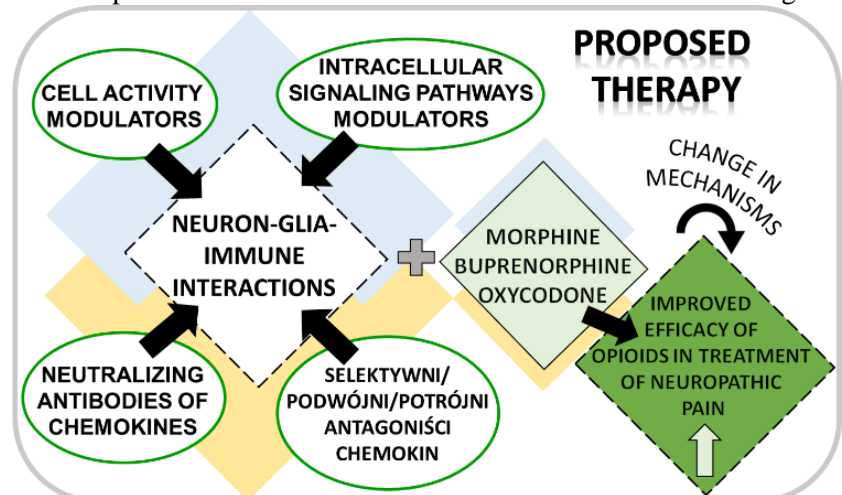 PROPOSED
THERAPY
CELL ACTIVITY
MODULATORS
INTRACELLULAR
SIGNALING PATHWAYS
MODULATORS
NEURON-GLIA-
IMMUNE
INTERACTIONS
NEUTRALIZING
ANTIBODIES OF
CHEMOKINES
SELEKTYWNI/
PODWÓJNI/POTRÓJNI
ANTAGONIŚCI
CHEMOKIN
MORPHINE
BUPRENORPHINE
OXYCODONE
CHANGE IN
MECHANISMS
IMPROVED
EFFICACY OF
OPIOIDS IN TREATMENT
OF NEUROPATHIC
PAIN